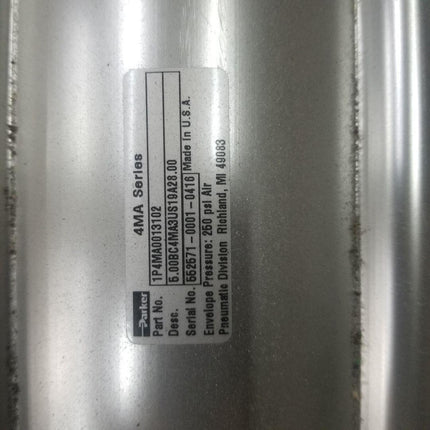 Parker
4MA Series
Part No. 1P4MA0013102
Desc. 5.00BC4MA3US19A28.00
Serial No. 552571-0001-0416 Made in U.S.A.
Envelope Pressure: 250 psi Air
Pneumatic Division Richland, MI 49083